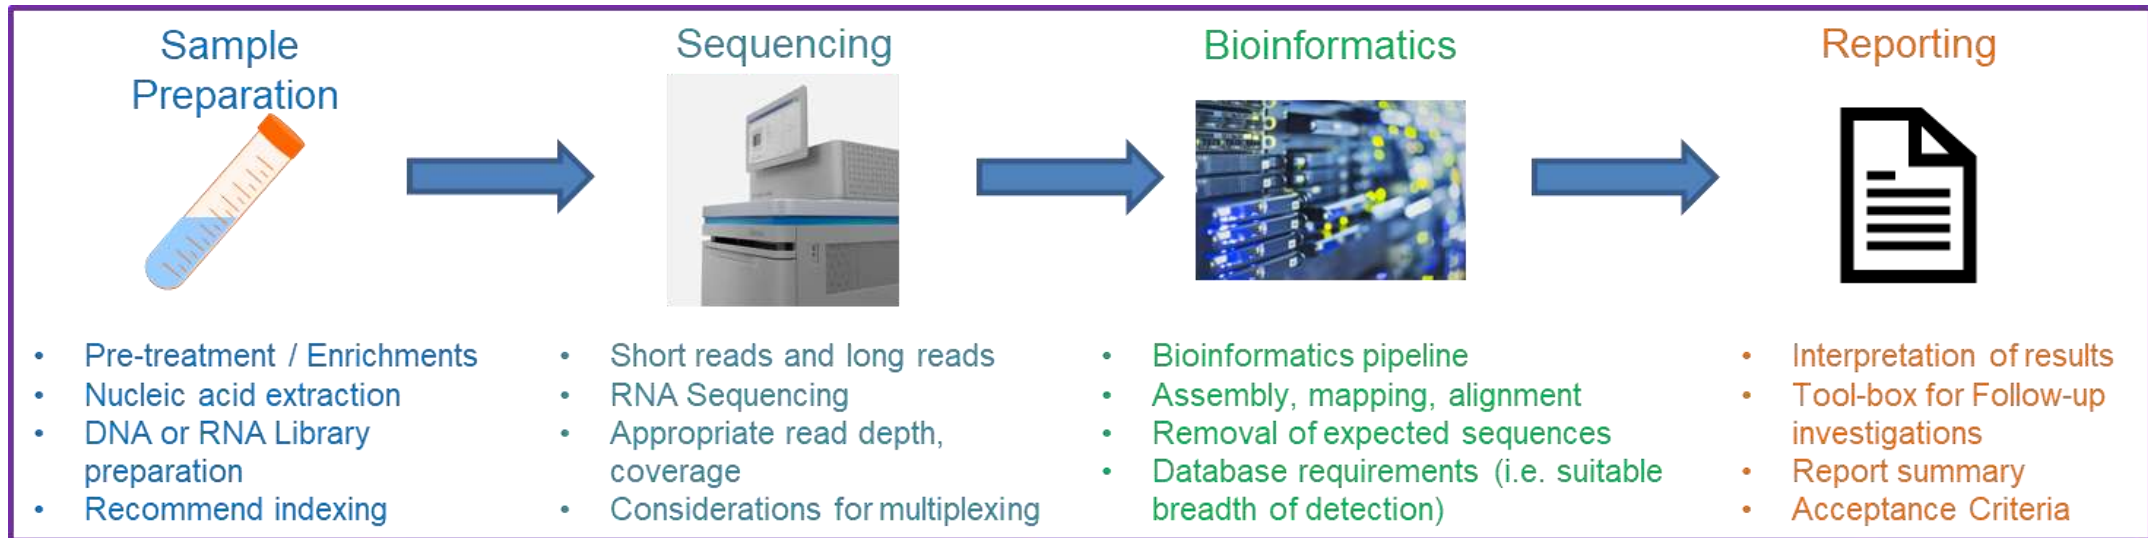 Sample
Preparation
Sequencing
Bioinformatics
Reporting
• Pre-treatment / Enrichments
• Nucleic acid extraction
• DNA or RNA Library
preparation
• Recommend indexing
• Short reads and long reads
• RNA Sequencing
• Appropriate read depth,
coverage
• Considerations for multiplexing
• Bioinformatics pipeline
• Assembly, mapping, alignment
• Removal of expected sequences
• Database requirements (i.e. suitable
breadth of detection)
• Interpretation of results
• Tool-box for Follow-up
investigations
• Report summary
• Acceptance Criteria